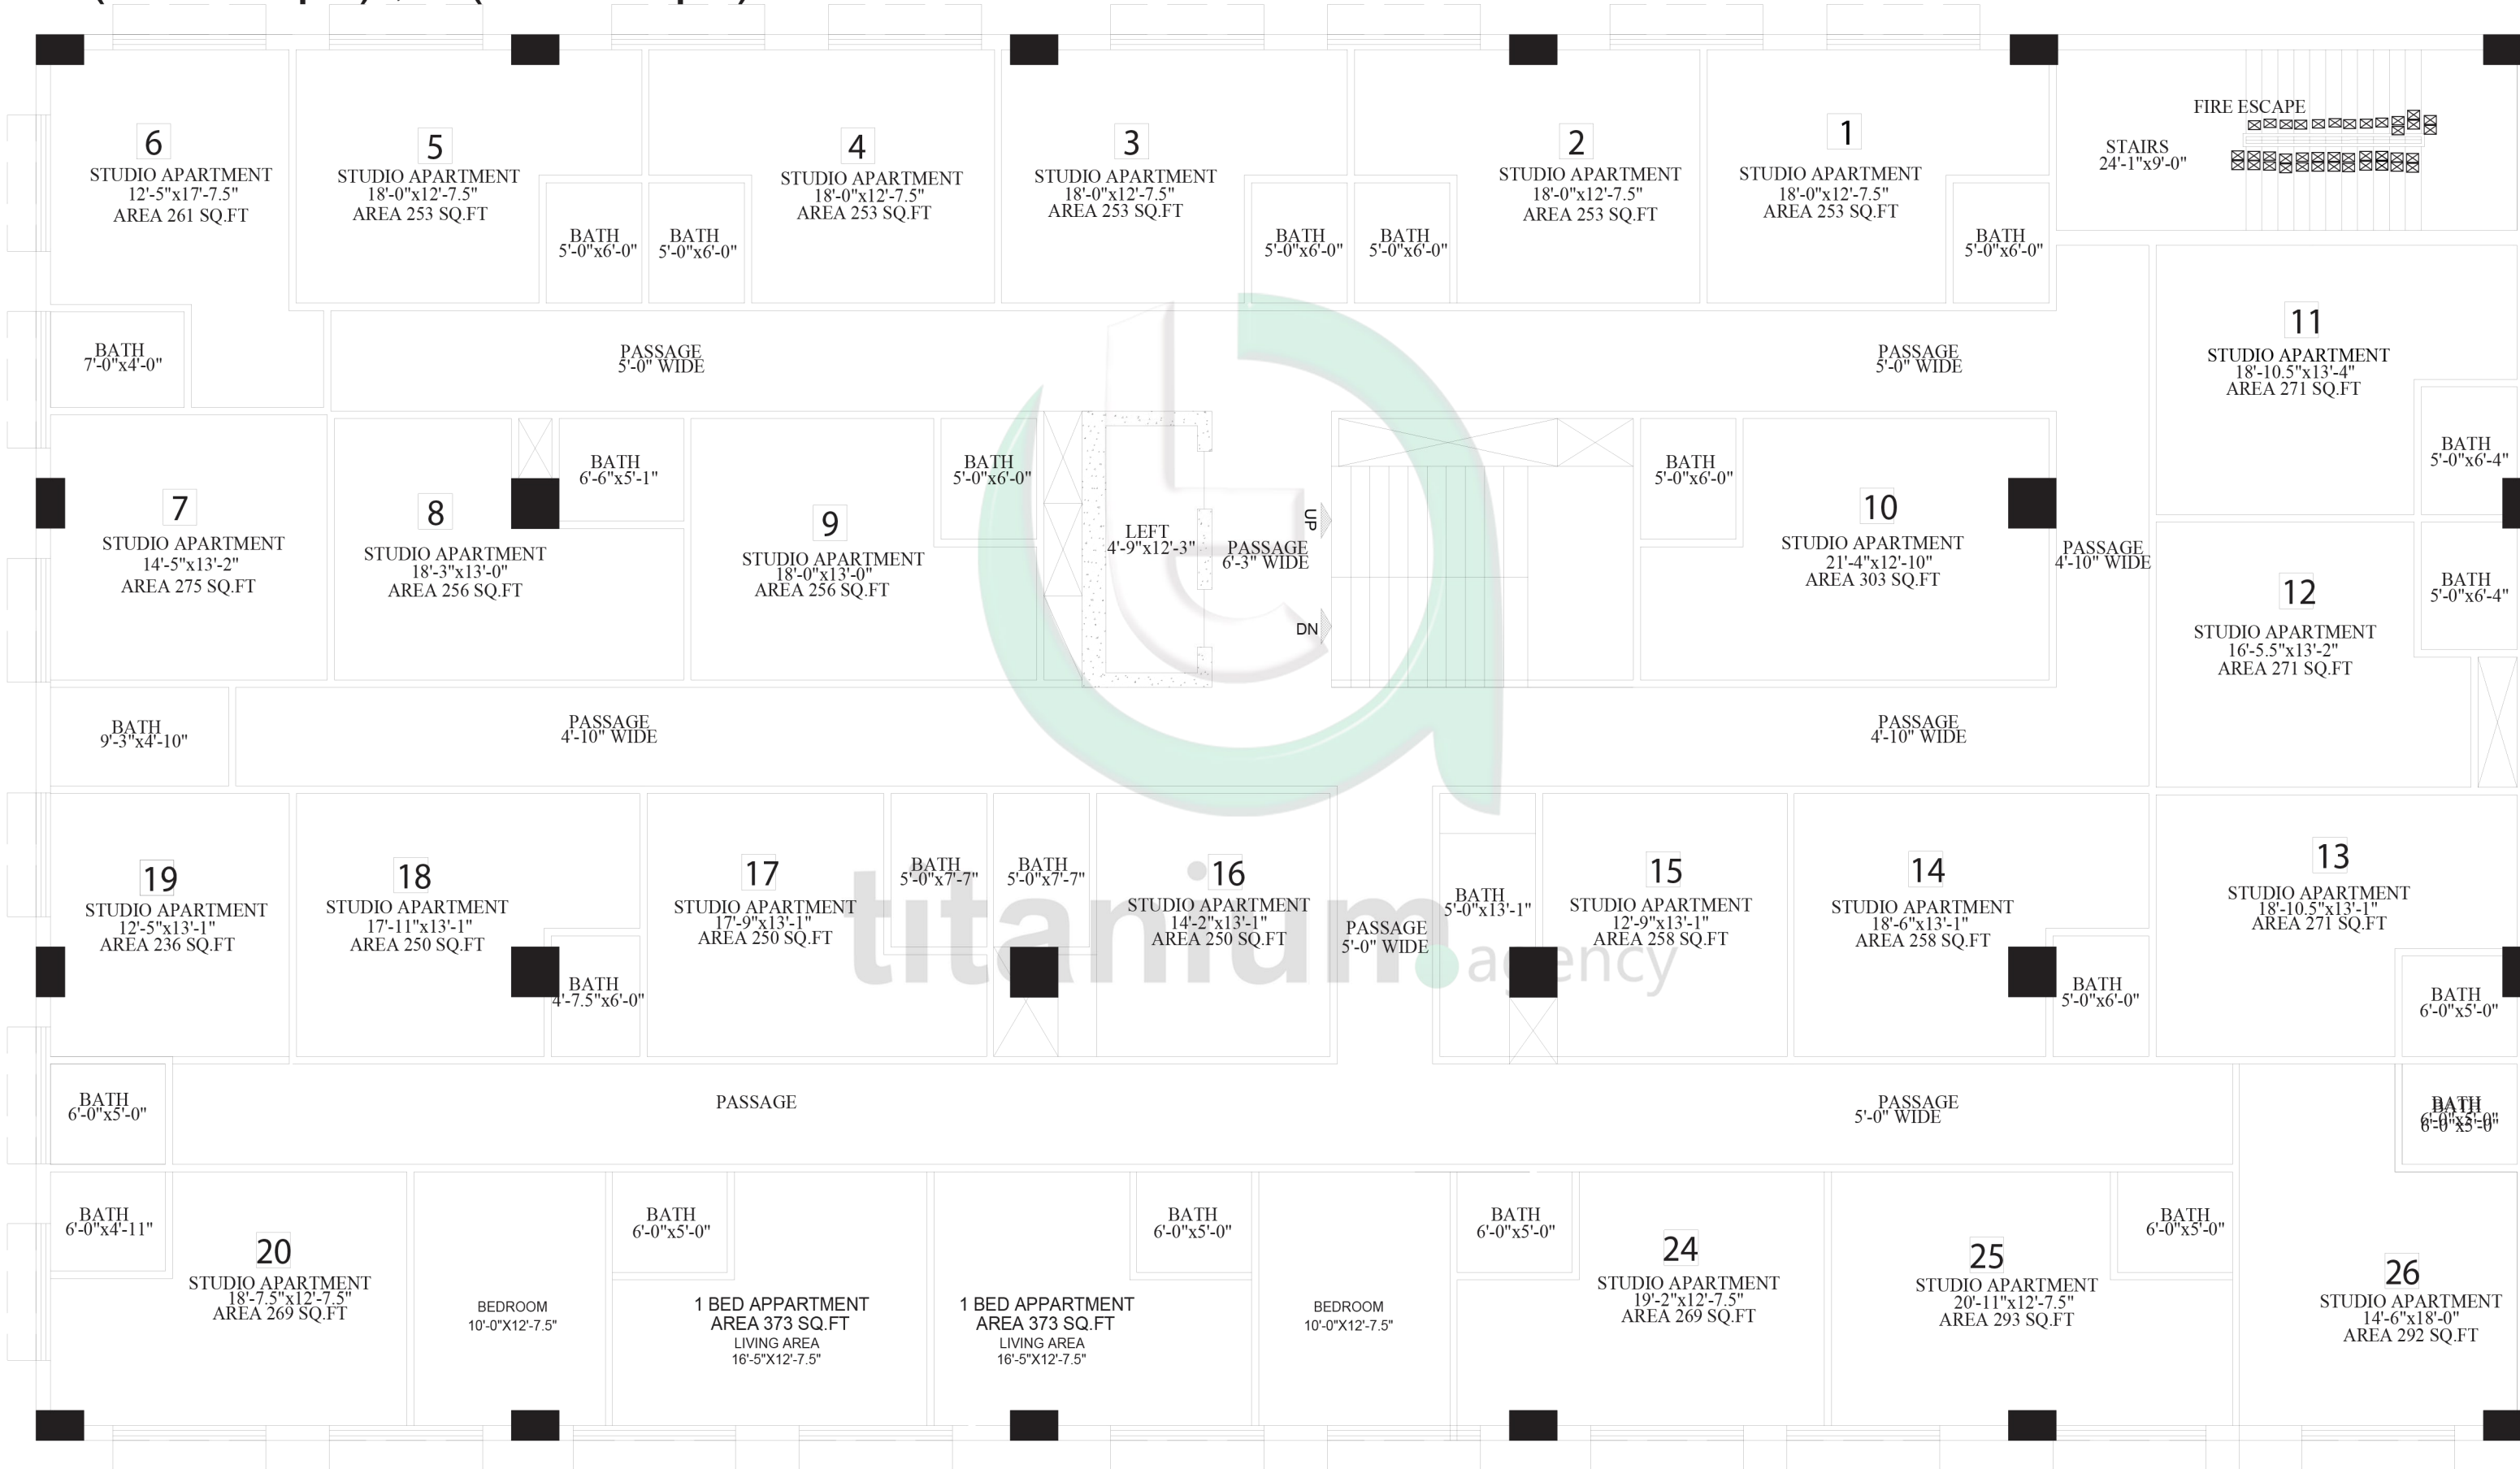 6
STUDIO APARTMENT
12'-5"x17'-7.5"
AREA 261 SQ.FT
5
STUDIO APARTMENT
18'-0"x12'-7.5"
AREA 253 SQ.FT
BATH
5'-0"x6'-0"
BATH
5'-0"x6'-0"
4
STUDIO APARTMENT
18'-0"x12'-7.5"
AREA 253 SQ.FT
3
STUDIO APARTMENT
18'-0"x12'-7.5"
AREA 253 SQ.FT
BATH
5'-0"x6'-0"
BATH
5'-0"x6'-0"
2
STUDIO APARTMENT
18'-0"x12'-7.5"
AREA 253 SQ.FT
1
STUDIO APARTMENT
18'-0"x12'-7.5"
AREA 253 SQ.FT
BATH
5'-0"x6'-0"
FIRE ESCAPE
STAIRS
24'-1"x9'-0"
BATH
7'-0"x4'-0"
PASSAGE
5'-0" WIDE
PASSAGE
5'-0" WIDE
11
STUDIO APARTMENT
18'-10.5"x13'-4"
AREA 271 SQ.FT
BATH
5'-0"x6'-4"
7
STUDIO APARTMENT
14'-5"x13'-2"
AREA 275 SQ.FT
8
STUDIO APARTMENT
18'-3"x13'-0"
AREA 256 SQ.FT
BATH
6'-6"x5'-1"
9
STUDIO APARTMENT
18'-0"x13'-0"
AREA 256 SQ.FT
BATH
5'-0"x6'-0"
LEFT
4'-9"x12'-3"
PASSAGE
6'-3" WIDE
UP
DN
BATH
5'-0"x6'-0"
10
STUDIO APARTMENT
21'-4"x12'-10"
AREA 303 SQ.FT
PASSAGE
4'-10" WIDE
12
STUDIO APARTMENT
16'-5.5"x13'-2"
AREA 271 SQ.FT
BATH
5'-0"x6'-4"
BATH
9'-3"x4'-10"
PASSAGE
4'-10" WIDE
PASSAGE
4'-10" WIDE
19
STUDIO APARTMENT
12'-5"x13'-1"
AREA 236 SQ.FT
18
STUDIO APARTMENT
17'-11"x13'-1"
AREA 250 SQ.FT
BATH
4'-7.5"x6'-0"
17
STUDIO APARTMENT
17'-9"x13'-1"
AREA 250 SQ.FT
BATH
5'-0"x7'-7"
BATH
5'-0"x7'-7"
16
STUDIO APARTMENT
14'-2"x13'-1"
AREA 250 SQ.FT
PASSAGE
5'-0" WIDE
BATH
5'-0"x13'-1"
15
STUDIO APARTMENT
12'-9"x13'-1"
AREA 258 SQ.FT
14
STUDIO APARTMENT
18'-6"x13'-1"
AREA 258 SQ.FT
BATH
5'-0"x6'-0"
13
STUDIO APARTMENT
18'-10.5"x13'-1"
AREA 271 SQ.FT
BATH
6'-0"x5'-0"
titanium.agency
BATH
6'-0"x5'-0"
PASSAGE
PASSAGE
5'-0" WIDE
BATH
6'-0"x5'-0"
BATH
6'-0"x4'-11"
20
STUDIO APARTMENT
18'-7.5"x12'-7.5"
AREA 269 SQ.FT
BEDROOM
10'-0"X12'-7.5"
BATH
6'-0"x5'-0"
1 BED APPARTMENT
AREA 373 SQ.FT
LIVING AREA
16'-5"X12'-7.5"
1 BED APPARTMENT
AREA 373 SQ.FT
LIVING AREA
16'-5"X12'-7.5"
BATH
6'-0"x5'-0"
BEDROOM
10'-0"X12'-7.5"
BATH
6'-0"x5'-0"
24
STUDIO APARTMENT
19'-2"x12'-7.5"
AREA 269 SQ.FT
25
STUDIO APARTMENT
20'-11"x12'-7.5"
AREA 293 SQ.FT
BATH
6'-0"x5'-0"
26
STUDIO APARTMENT
14'-6"x18'-0"
AREA 292 SQ.FT